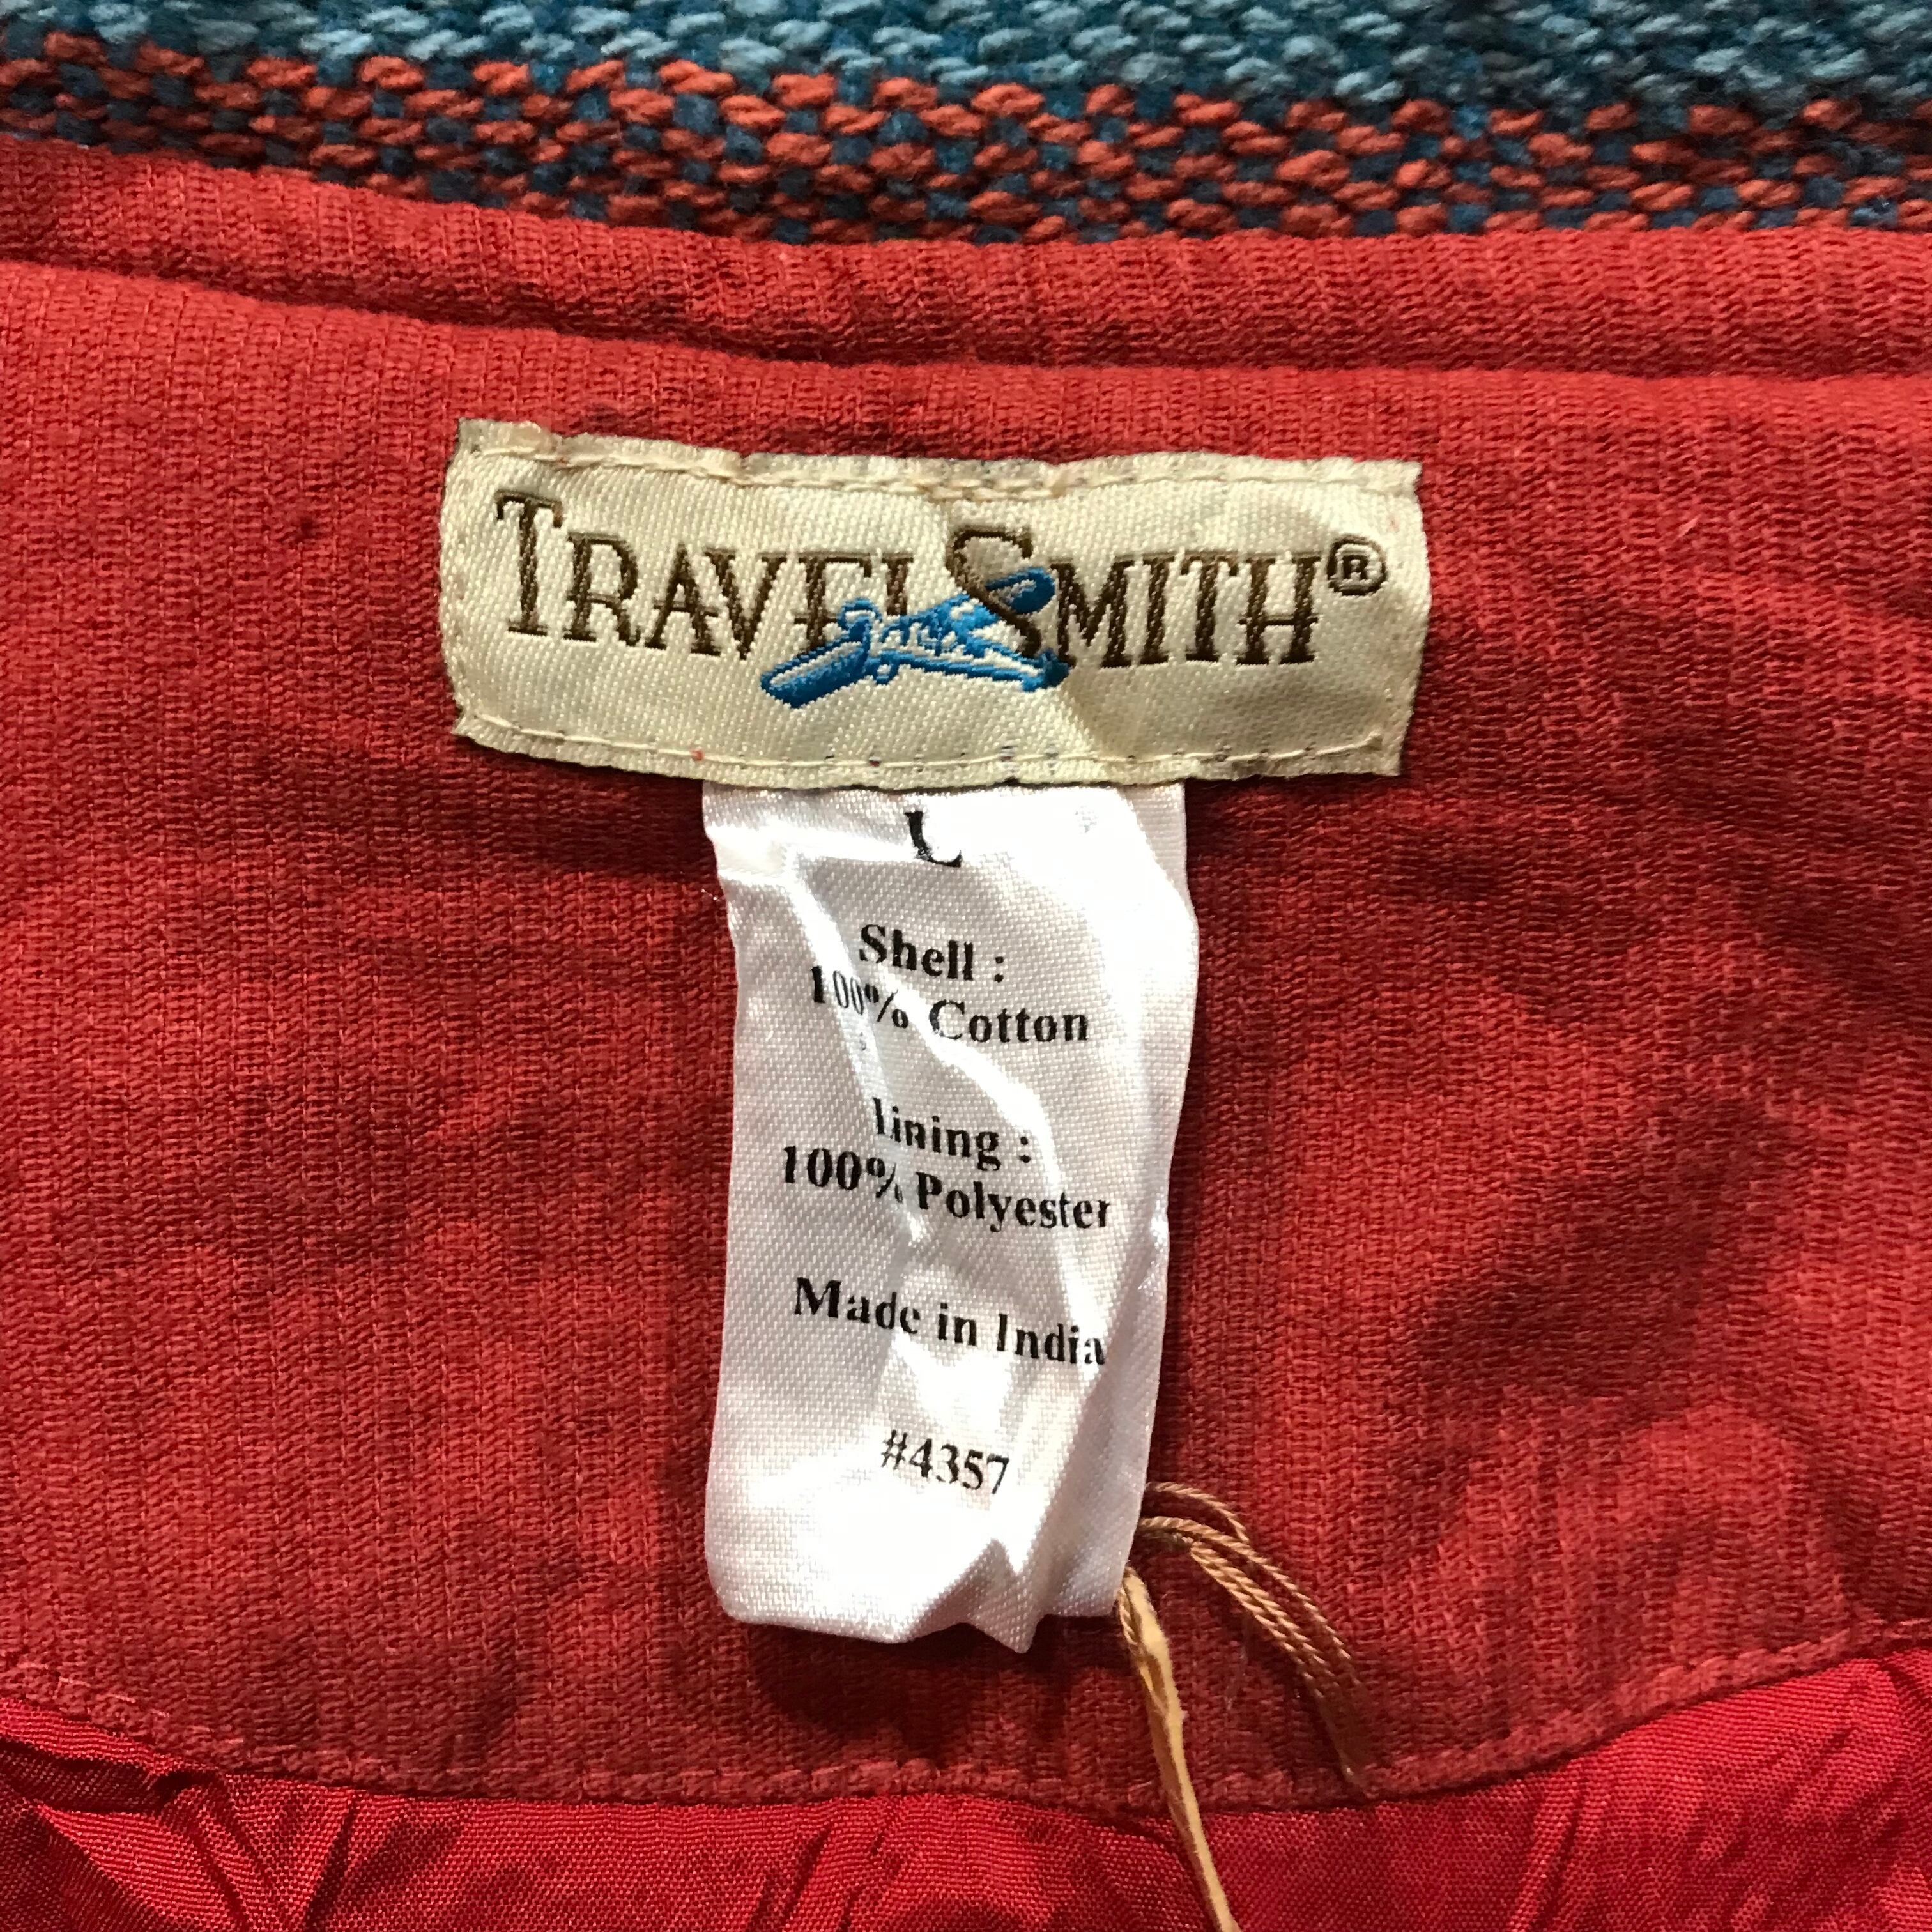 TRAVELSMITH®
L
Shell :
100% Cotton
lining :
100% Polyester
Made in India
#4357